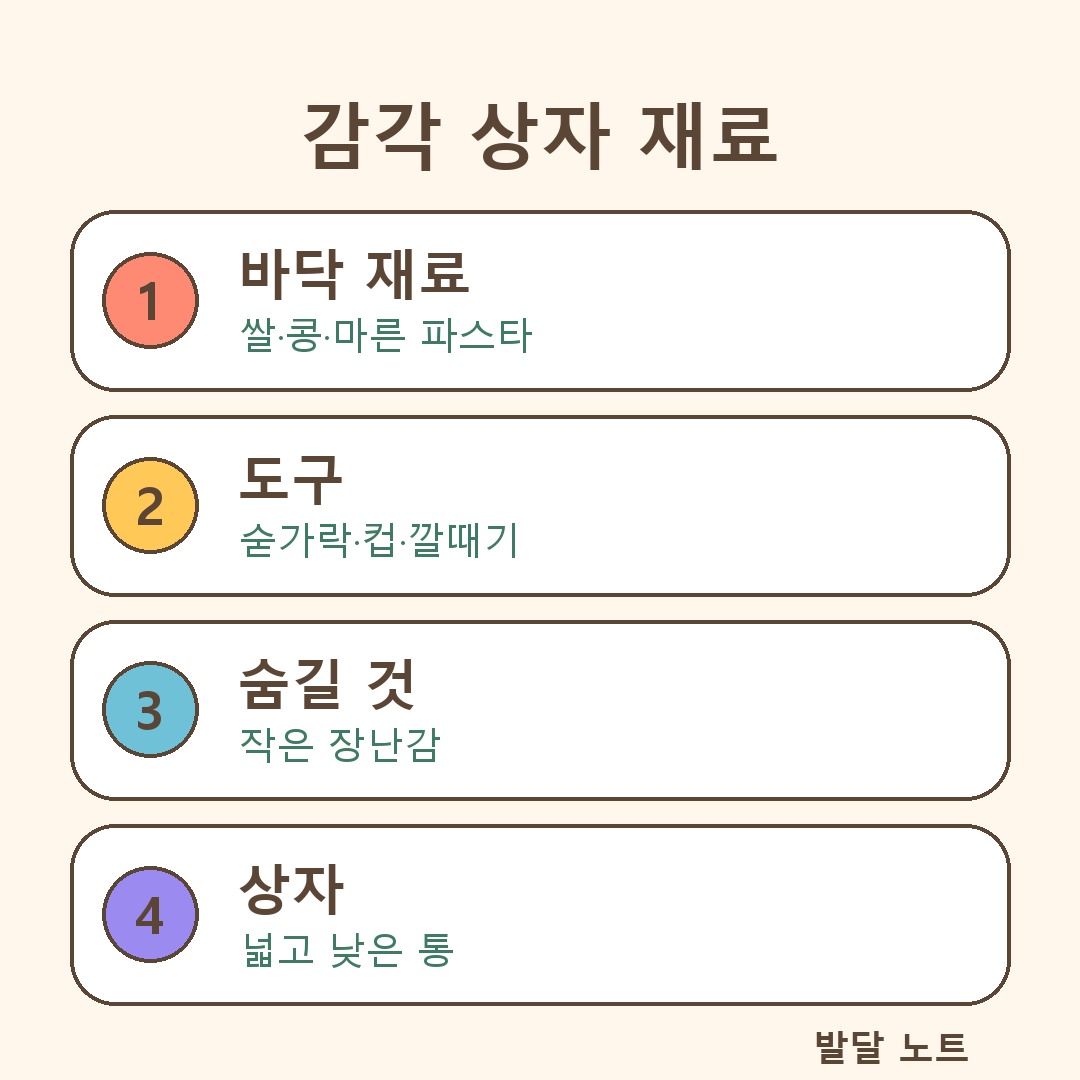 감각 상자 재료
1
바닥 재료
쌀·콩·마른 파스타
2
도구
숟가락·컵·깔때기
3
숨길 것
작은 장난감
4
상자
넓고 낮은 통
발달 노트